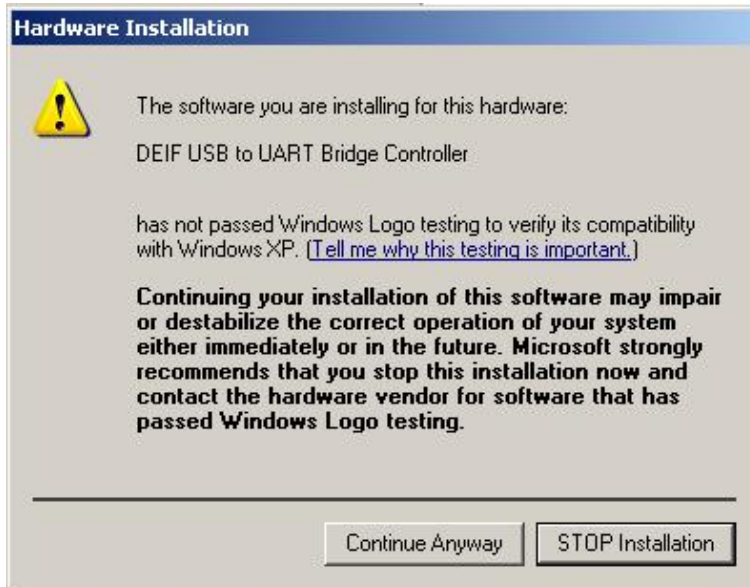 Hardware Installation
The software you are installing for this hardware:
DEIF USB to UART Bridge Controller
has not passed Windows Logo testing to verify its compatibility
with Windows XP. (Tell me why this testing is important.)
Continuing your installation of this software may impair
or destabilize the correct operation of your system
either immediately or in the future. Microsoft strongly
recommends that you stop this installation now and
contact the hardware vendor for software that has
passed Windows Logo testing.
Continue Anyway
STOP Installation